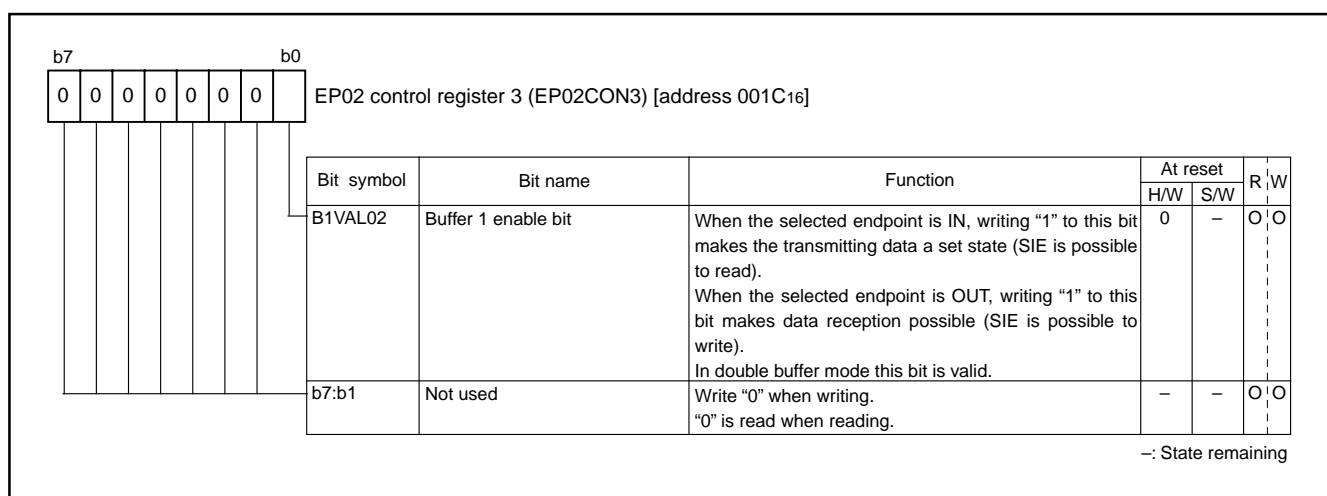 b7 b0
0 0 0 0 0 0 0
EP02 control register 3 (EP02CON3) [address 001C16]
Bit symbol Bit name Function At reset R W
H/W S/W
B1VAL02 Buffer 1 enable bit When the selected endpoint is IN, writing “1” to this bit 0 – O O
makes the transmitting data a set state (SIE is possible
to read).
When the selected endpoint is OUT, writing “1” to this
bit makes data reception possible (SIE is possible to
write).
In double buffer mode this bit is valid.
b7:b1 Not used Write “0” when writing. – – O O
“0” is read when reading.
–: State remaining